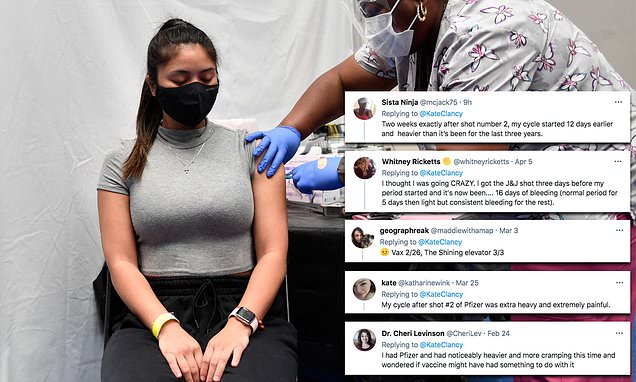 Sista Ninja @mcjack75 · 9h
Replying to @KateClancy
Two weeks exactly after shot number 2, my cycle started 12 days earlier
and heavier than it's been for the last three years.
Whitney Ricketts @whitneyricketts · Apr 5
Replying to @KateClancy
I thought I was going CRAZY. I got the J&J shot three days before my
period started and it's now been.... 16 days of bleeding (normal period for
5 days then light but consistent bleeding for the rest).
geographreak @maddiewithamap · Mar 3
Replying to @KateClancy
Vax 2/26, The Shining elevator 3/3
kate @katharinewink · Mar 25
Replying to @KateClancy
My cycle after shot #2 of Pfizer was extra heavy and extremely painful.
Dr. Cheri Levinson @CheriLev · Feb 24
Replying to @KateClancy
I had Pfizer and had noticeably heavier and more cramping this time and
wondered if vaccine might have had something to do with it